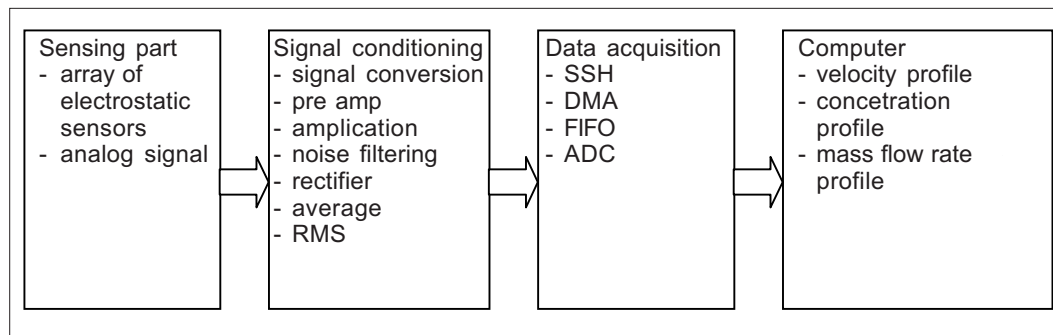 Sensing part
- array of
electrostatic
sensors
- analog signal
Signal conditioning
- signal conversion
- pre amp
- amplication
- noise filtering
- rectifier
- average
- RMS
Data acquisition
- SSH
- DMA
- FIFO
- ADC
Computer
- velocity profile
- concetration
profile
- mass flow rate
profile